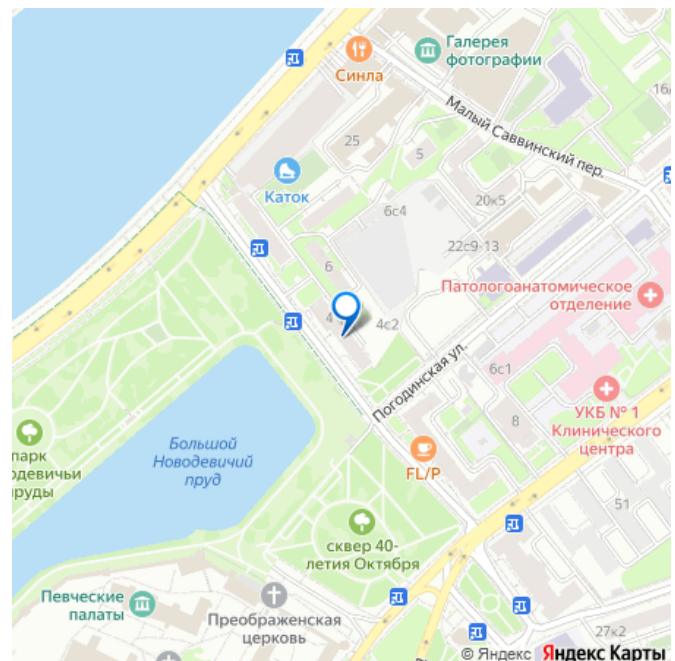 Галерея
фотографии
Синла
Малый Саввинский пер.
16/
25
5
Каток
20к5
6с4
22с9-13
6
Патологоанатомическое
отделение
4
4с2
Погодинская ул.
6с1
УКБ № 1
Клинического
центра
8
парк
одевичьи
пруды
Большой
Новодевичий
пруд
FL/P
51
сквер 40-
летия Октября
Певческие
палаты
Преображенская
церковь
27к2
© Яндекс Яндекс Карты